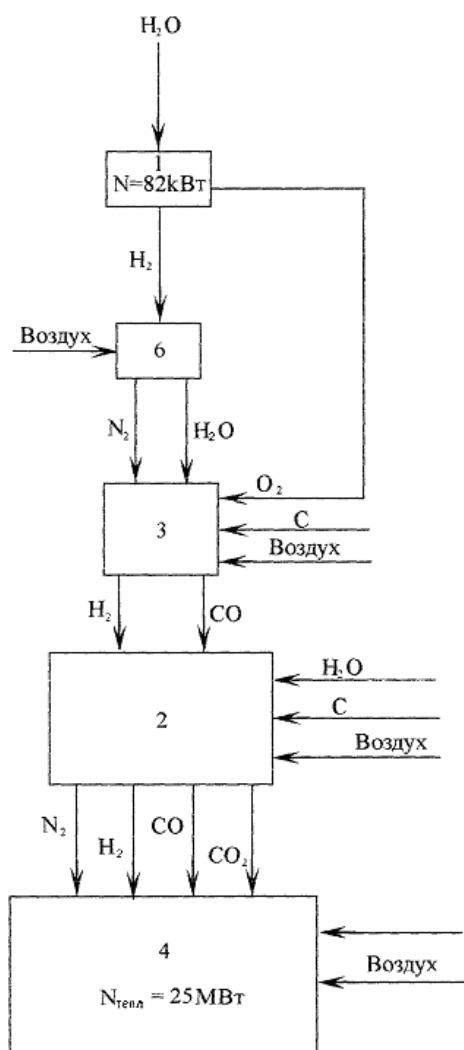 H₂O
1
N=82kВт
H₂
Воздух
6
N₂
H₂O
O₂
C
3
Воздух
H₂
CO
H₂O
2
C
Воздух
N₂
H₂
CO
CO₂
4
Воздух
Nтепл = 25МВт